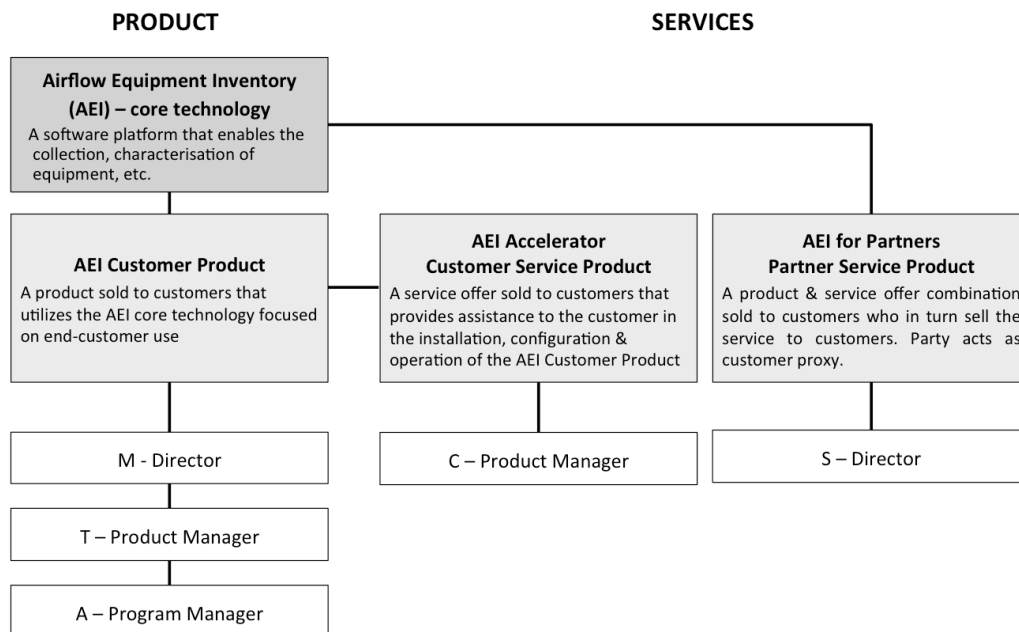 PRODUCT
SERVICES
Airflow Equipment Inventory
(AEI) – core technology
A software platform that enables the
collection, characterisation of
equipment, etc.
AEI Customer Product
A product sold to customers that
utilizes the AEI core technology focused
on end-customer use
AEI Accelerator
Customer Service Product
A service offer sold to customers that
provides assistance to the customer in
the installation, configuration &
operation of the AEI Customer Product
AEI for Partners
Partner Service Product
A product & service offer combination
sold to customers who in turn sell the
service to customers. Party acts as
customer proxy.
M - Director
C – Product Manager
S – Director
T – Product Manager
A – Program Manager